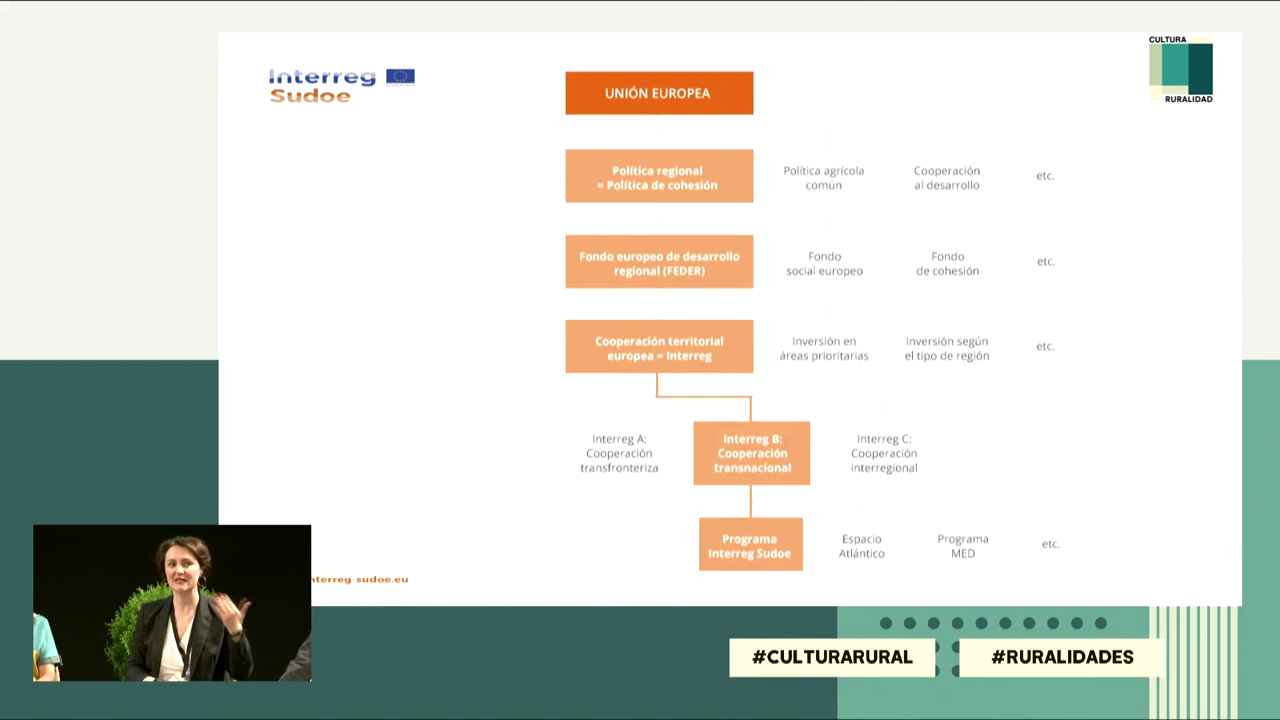 Interreg
Sudoe
CULTURA
RURALIDAD
UNIÓN EUROPEA
Política regional
= Política de cohesión
Política agrícola
común
Cooperación
al desarrollo
etc.
Fondo europeo de desarrollo
regional (FEDER)
Fondo
social europeo
Fondo
de cohesión
etc.
Cooperación territorial
europea = Interreg
Inversión en
áreas prioritarias
Inversión según
el tipo de región
etc.
Interreg A:
Cooperación
transfronteriza
Interreg B:
Cooperación
transnacional
Interreg C:
Cooperación
interregional
Programa
Interreg Sudoe
Espacio
Atlántico
Programa
MED
etc.
nterreg-sudoe.eu
#CULTURARURAL
#RURALIDADES